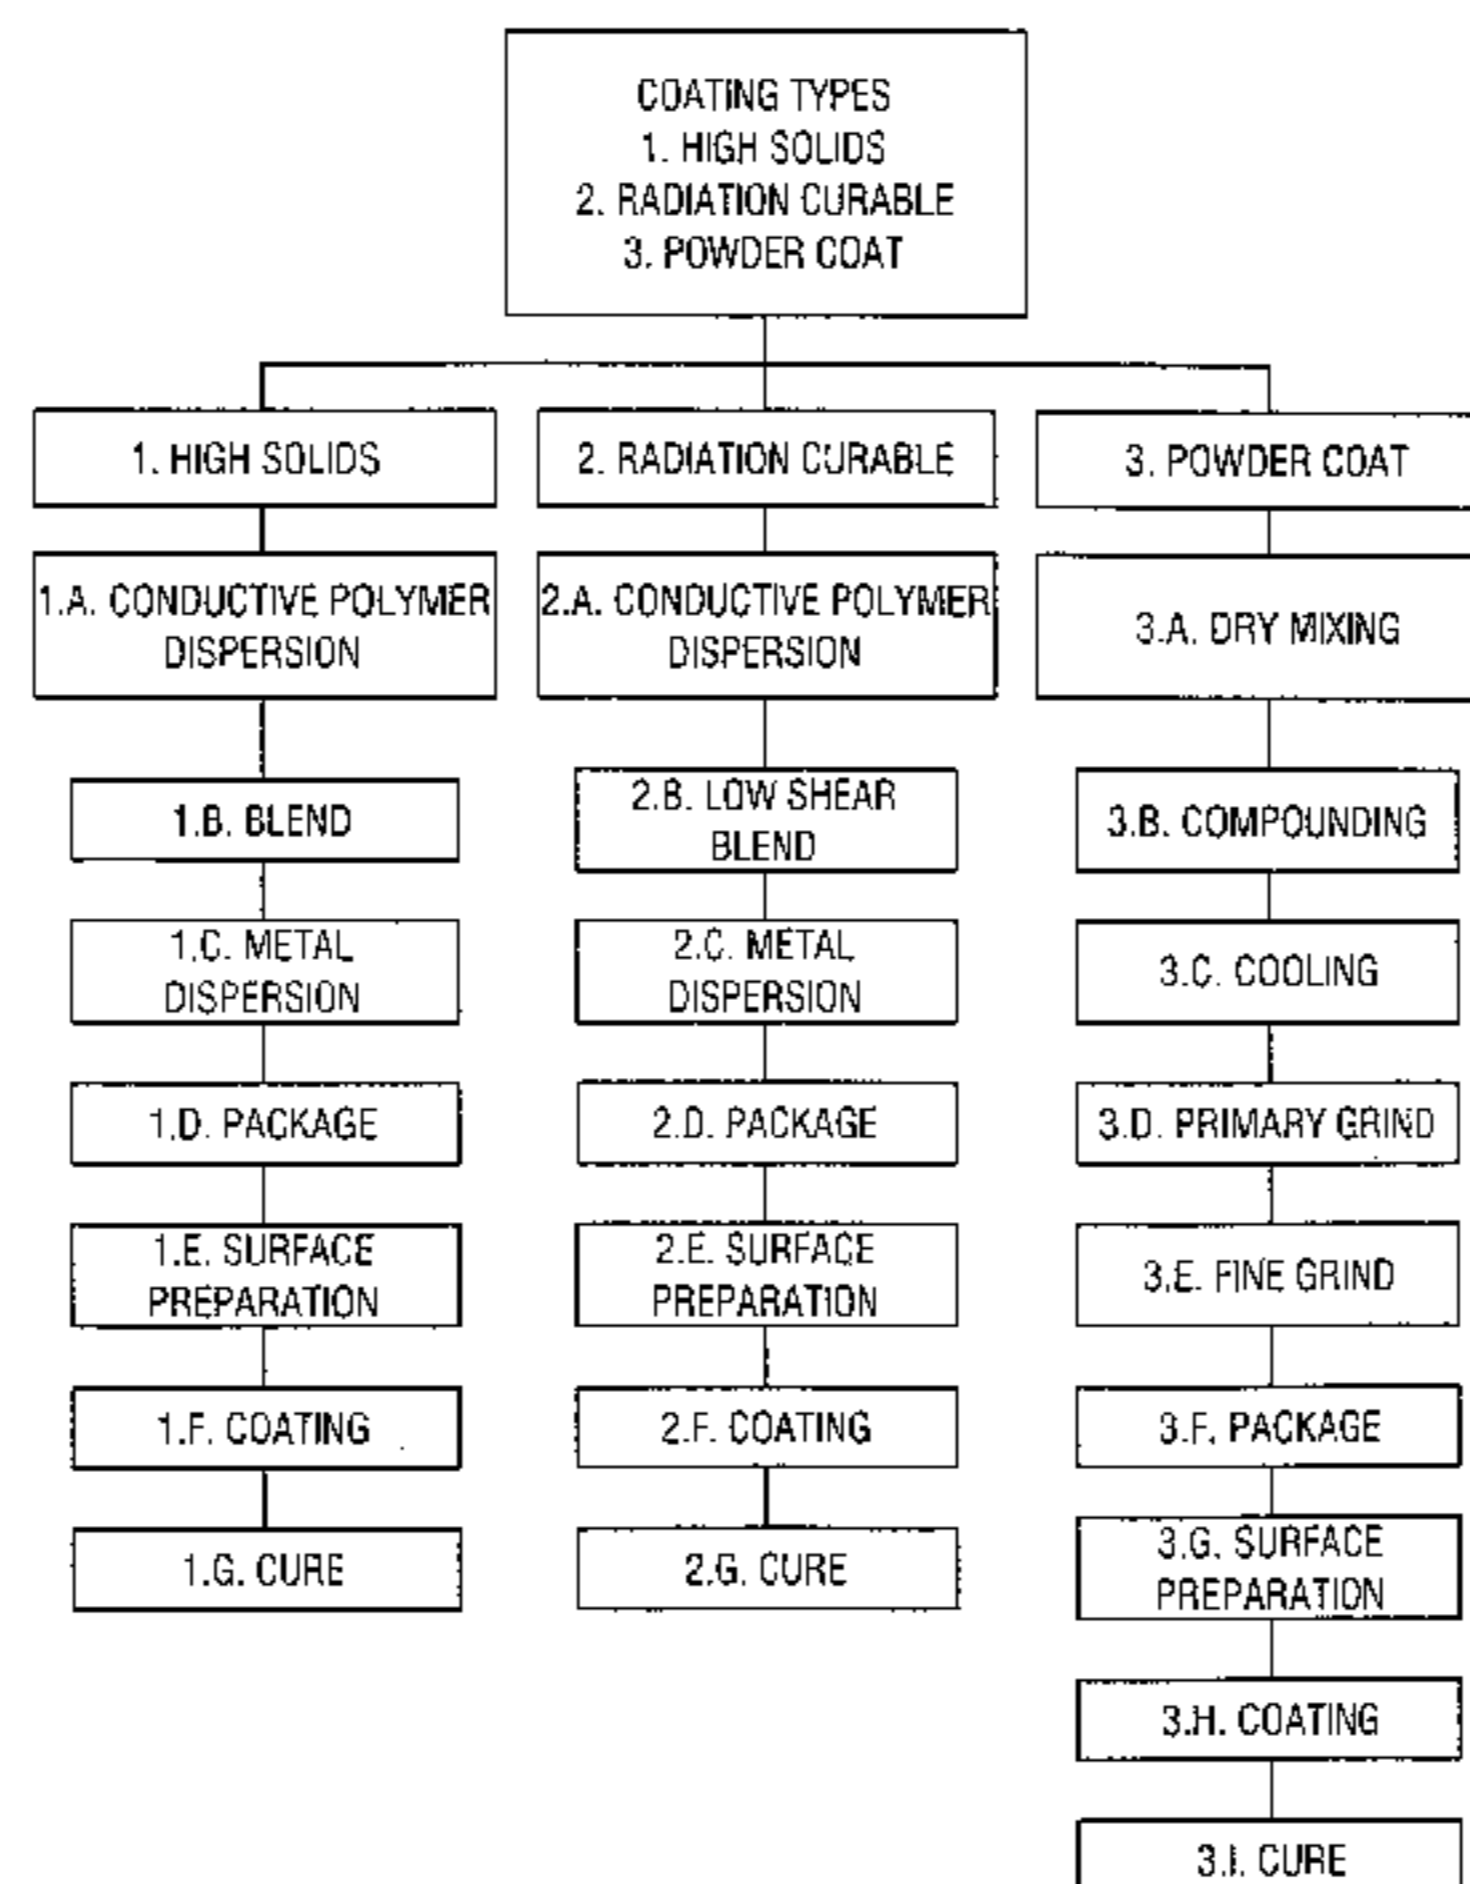 COATING TYPES
1. HIGH SOLIDS
2. RADIATION CURABLE
3. POWDER COAT
1. HIGH SOLIDS
1.A. CONDUCTIVE POLYMER
DISPERSION
1.B. BLEND
1.C. METAL
DISPERSION
1.D. PACKAGE
1.E. SURFACE
PREPARATION
1.F. COATING
1.G. CURE
2. RADIATION CURABLE
2.A. CONDUCTIVE POLYMER
DISPERSION
2.B. LOW SHEAR
BLEND
2.C. METAL
DISPERSION
2.D. PACKAGE
2.E. SURFACE
PREPARATION
2.F. COATING
2.G. CURE
3. POWDER COAT
3.A. DRY MIXING
3.B. COMPOUNDING
3.C. COOLING
3.D. PRIMARY GRIND
3.E. FINE GRIND
3.F. PACKAGE
3.G. SURFACE
PREPARATION
3.H. COATING
3.I. CURE